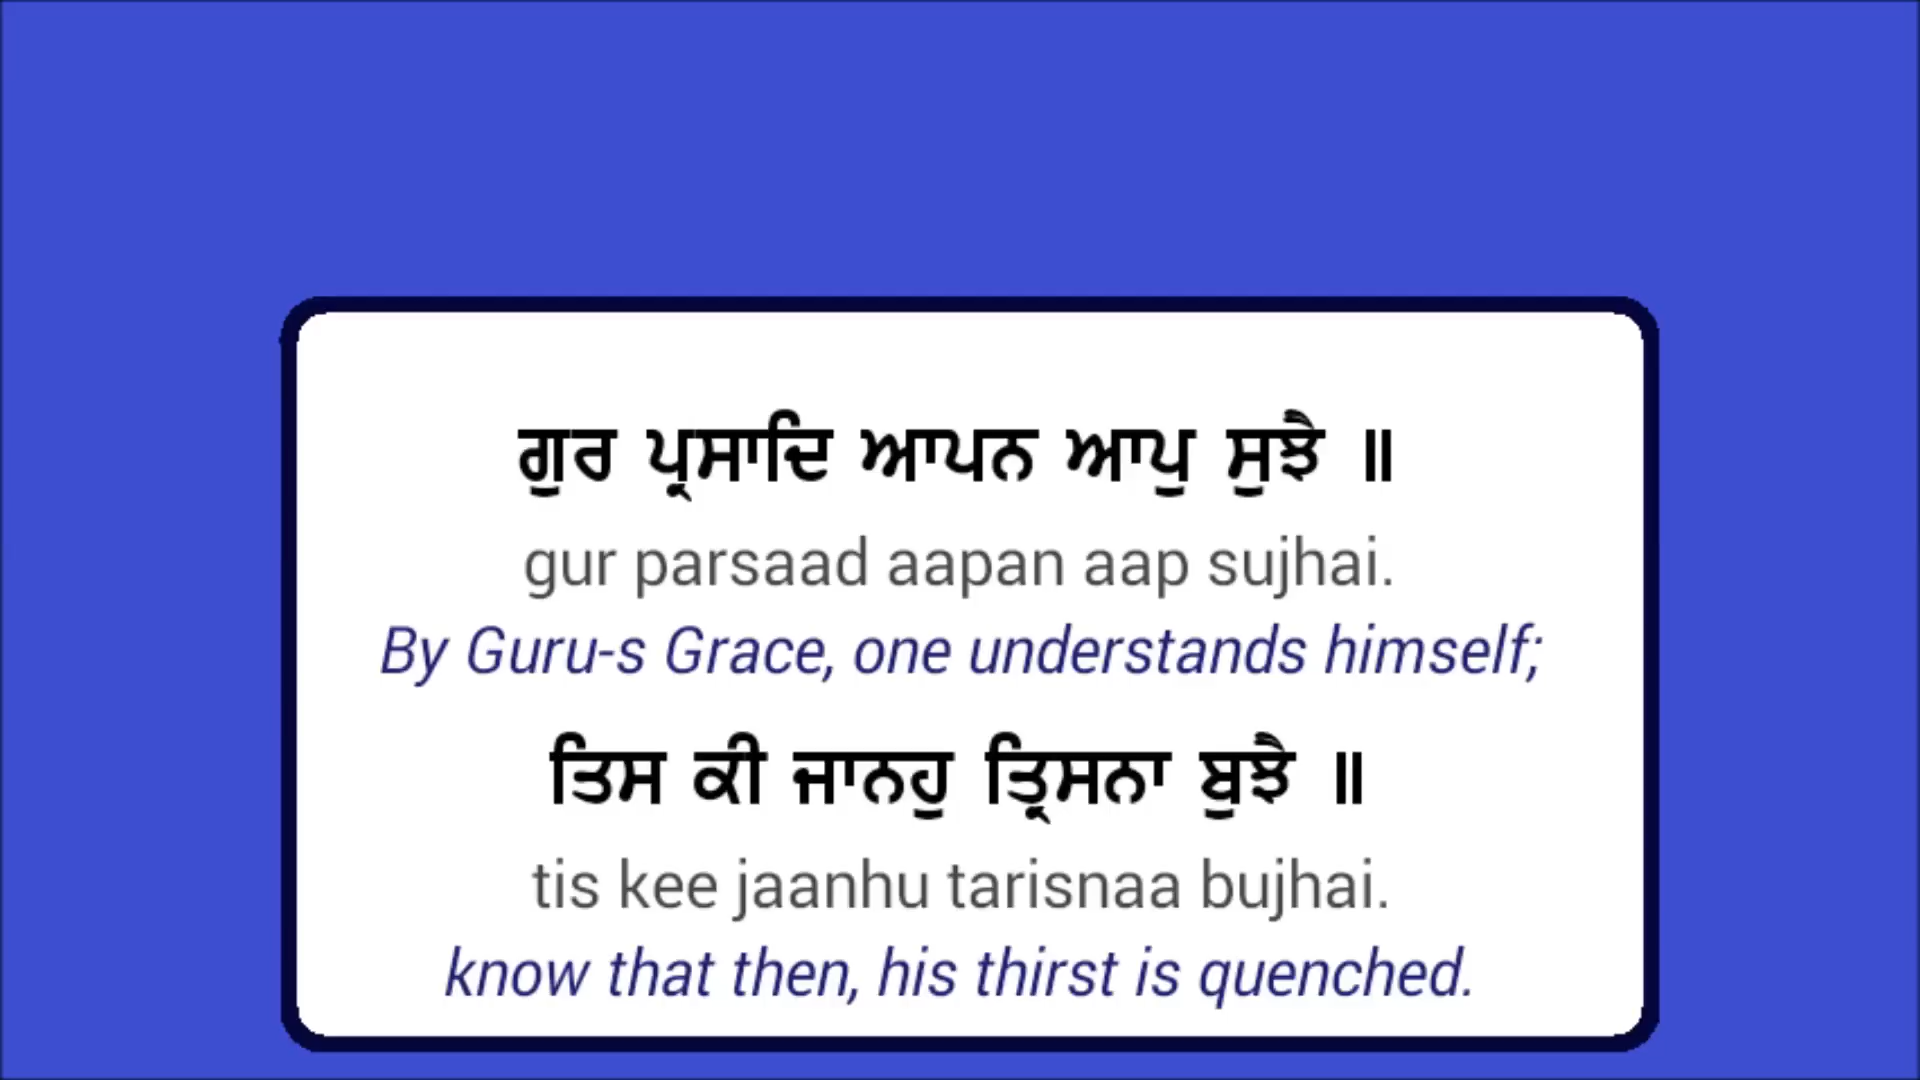 ਗੁਰ ਪ੍ਰਸਾਦਿ ਆਪਨ ਆਪੁ ਸੁਝੈ ॥
gur parsaad aapan aap sujhai.
By Guru-s Grace, one understands himself;
ਤਿਸ ਕੀ ਜਾਨਹੁ ਤ੍ਰਿਸਨਾ ਬੁਝੈ ॥
tis kee jaanhu tarisnaa bujhai.
know that then, his thirst is quenched.